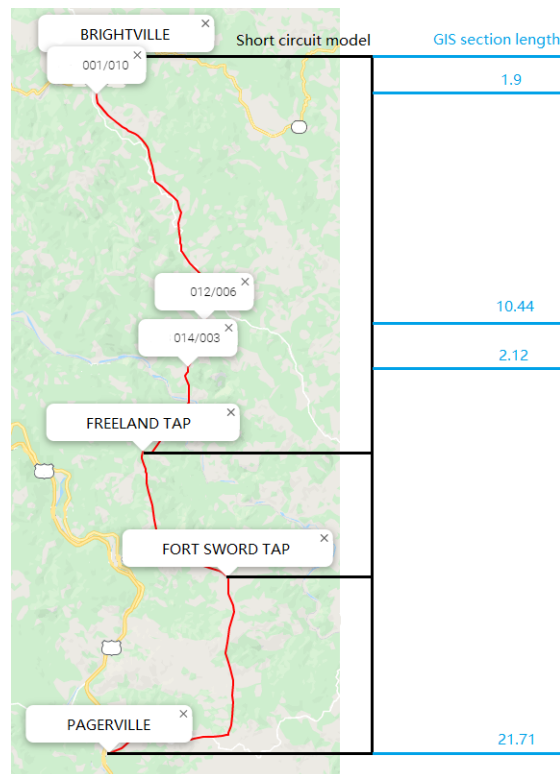 BRIGHTVILLE
Short circuit model
GIS section length
001/010
1.9
012/006
10.44
014/003
2.12
FREELAND TAP
FORT SWORD TAP
PAGERVILLE
21.71